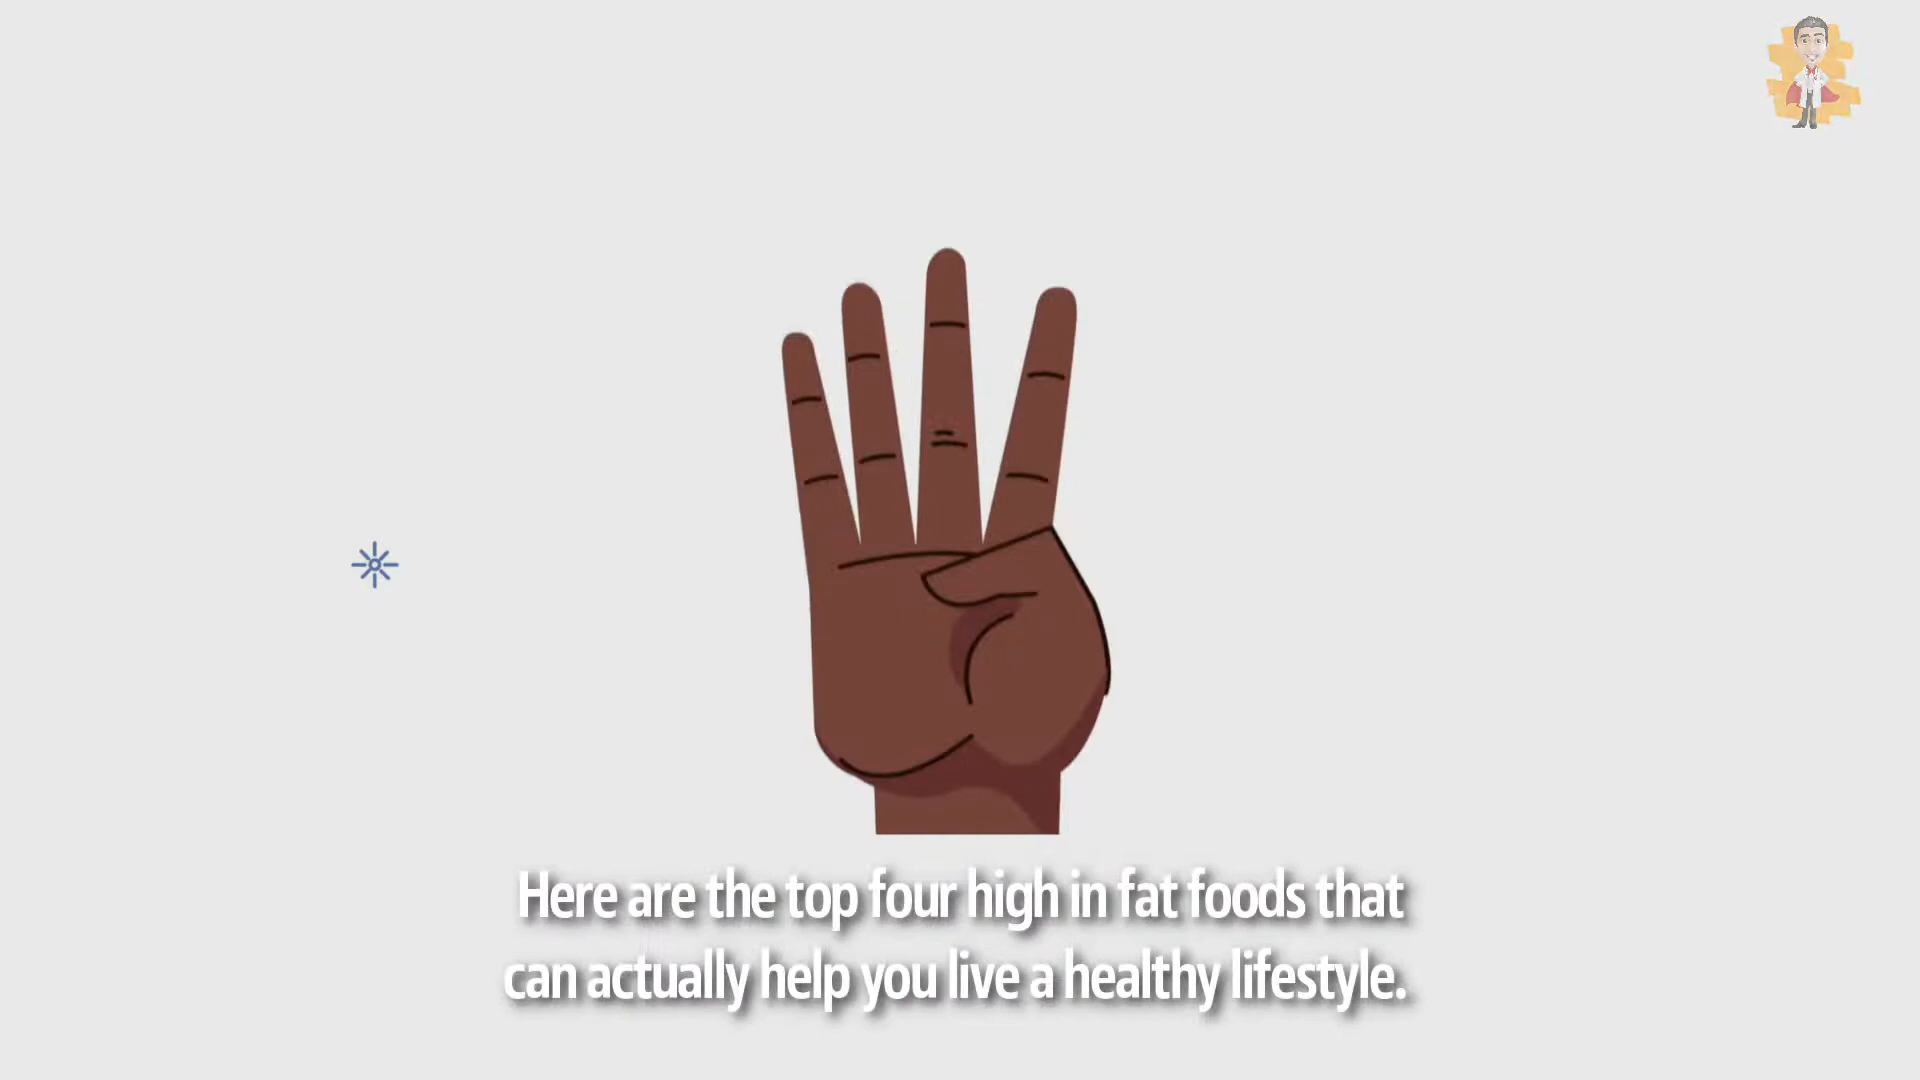 Here are the top four high in fat foods that
can actually help you live a healthy lifestyle.